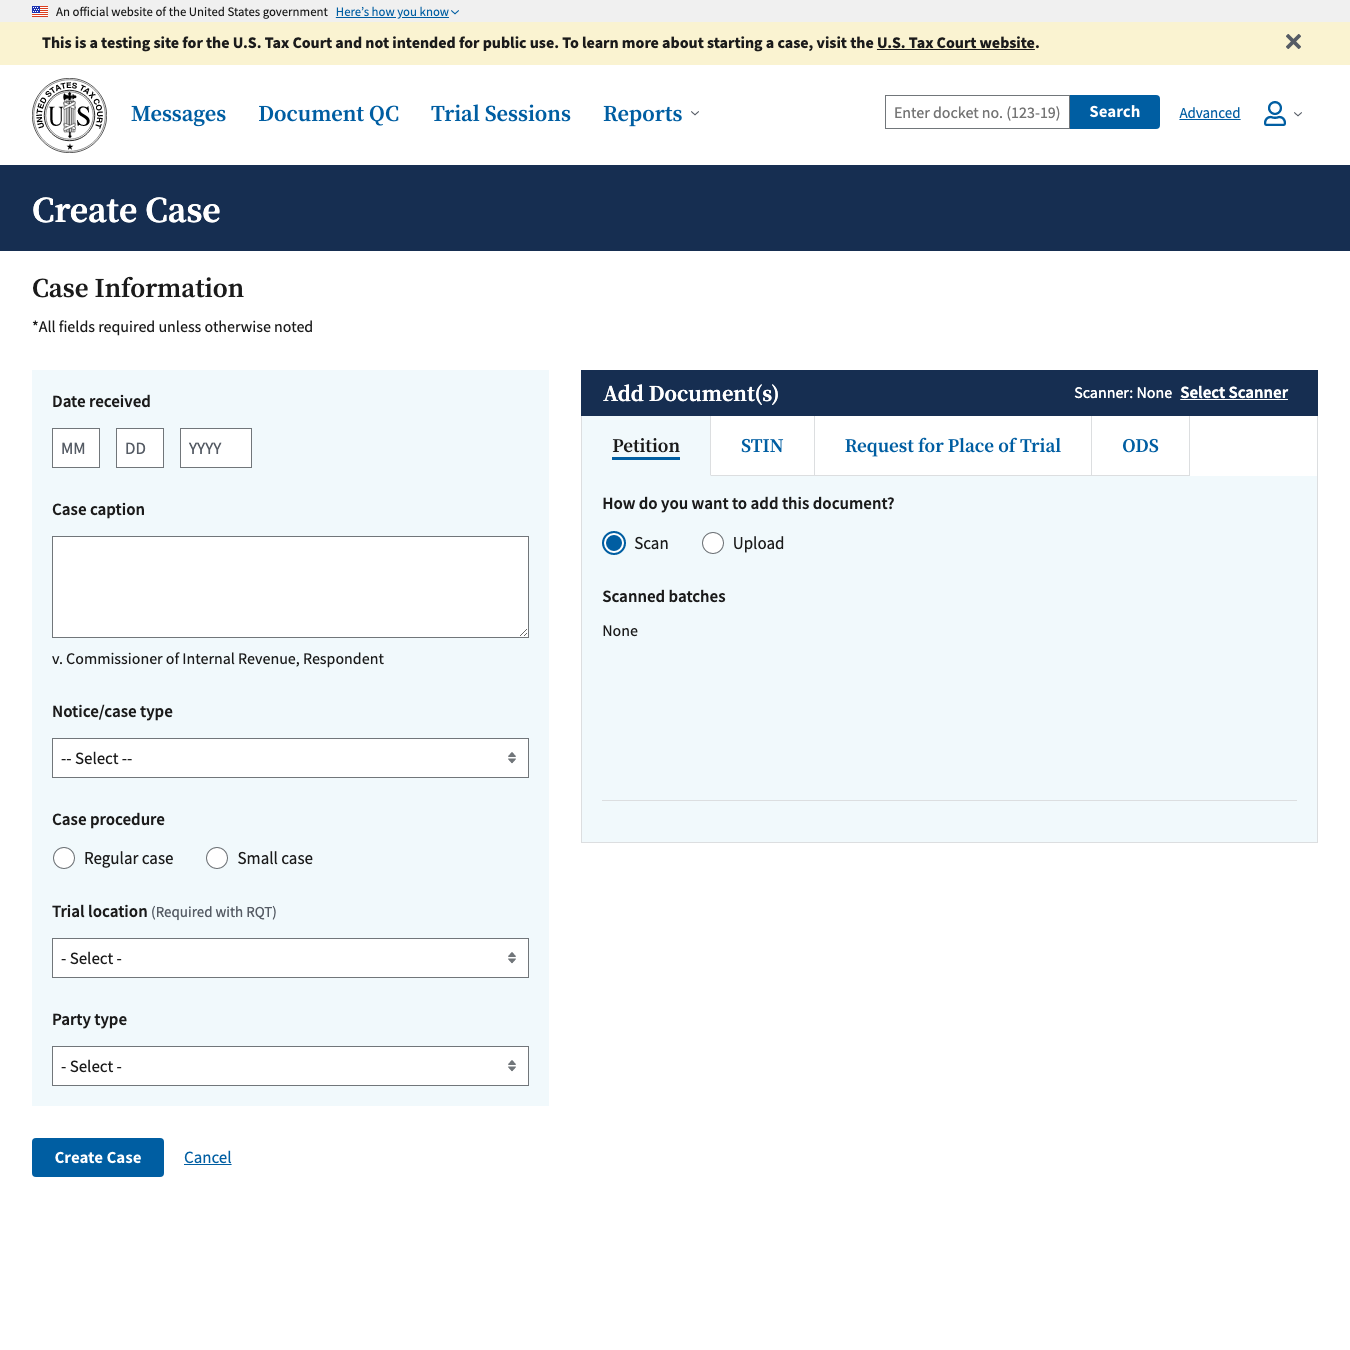 An official website of the United States government Here's how you know
This is a testing site for the U.S. Tax Court and not intended for public use. To learn more about starting a case, visit the U.S. Tax Court website.
UNITED STATES TAX COURT
US
Messages Document QC Trial Sessions Reports
Enter docket no. (123-19) Search Advanced
Create Case
Case Information
*All fields required unless otherwise noted
Date received
MM DD YYYY
Case caption
v. Commissioner of Internal Revenue, Respondent
Notice/case type
-- Select --
Case procedure
Regular case Small case
Trial location (Required with RQT)
- Select -
Party type
- Select -
Create Case Cancel
Add Document(s) Scanner: None Select Scanner
Petition STIN Request for Place of Trial ODS
How do you want to add this document?
Scan Upload
Scanned batches
None